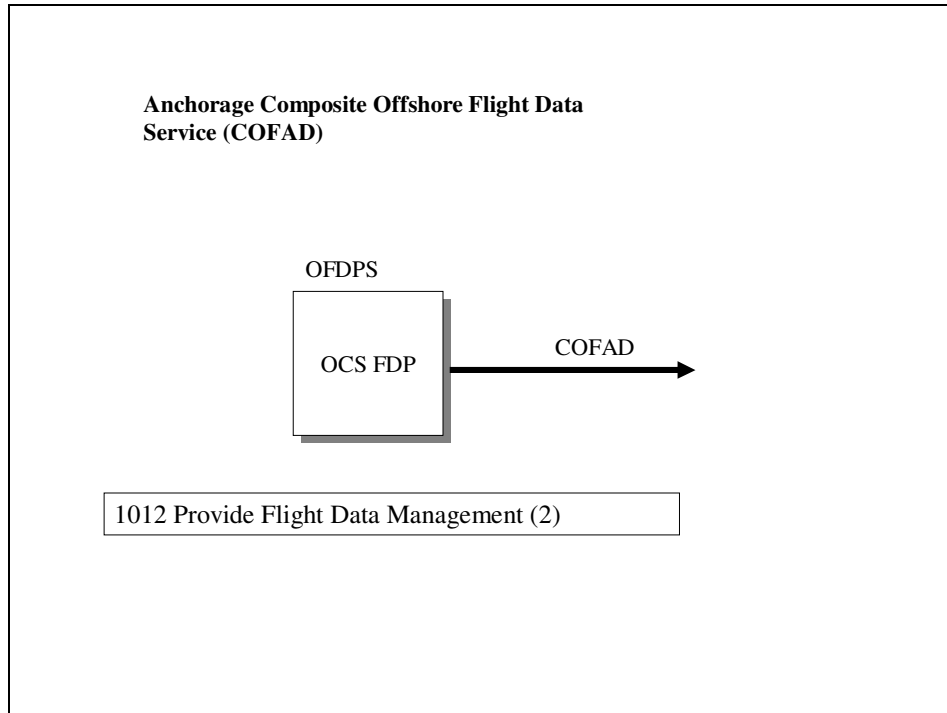 Anchorage Composite Offshore Flight Data
Service (COFAD)
OFDPS
OCS FDP
COFAD
1012 Provide Flight Data Management (2)